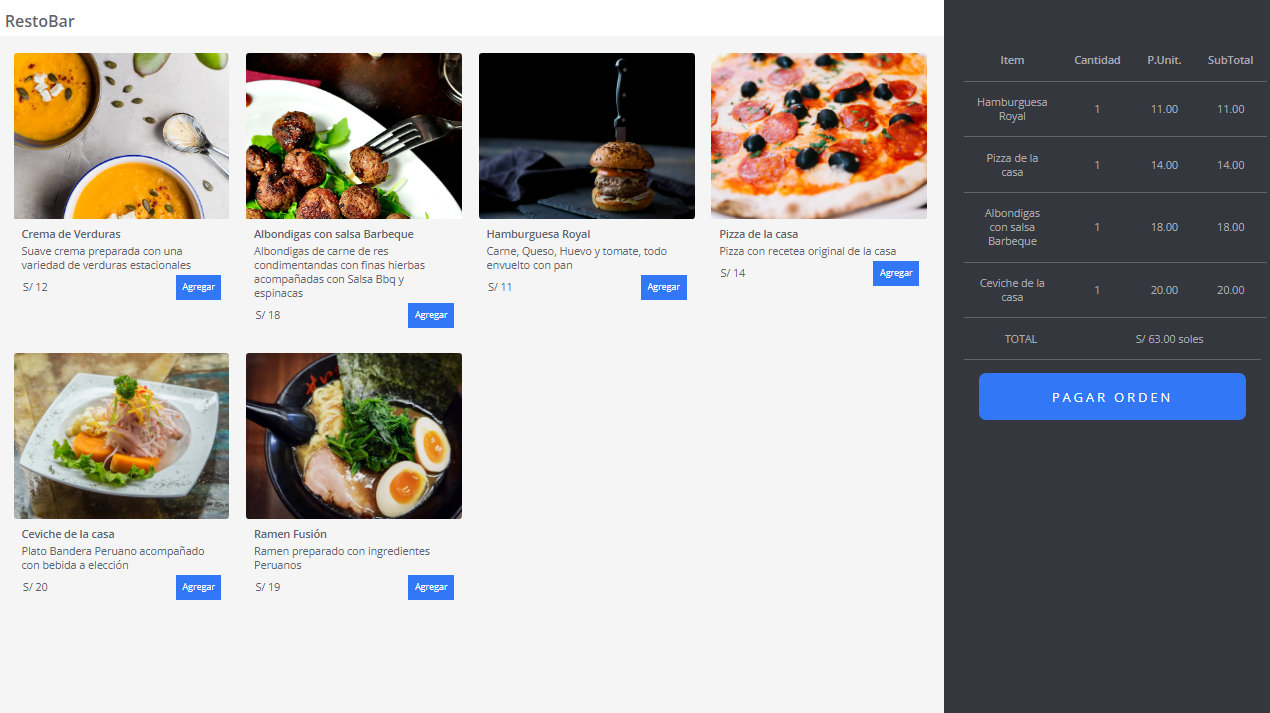 RestoBar
Crema de Verduras
Suave crema preparada con una
variedad de verduras estacionales
S/ 12
Agregar
Albondigas con salsa Barbeque
Albondigas de carne de res
condimentandas con finas hierbas
acompañadas con Salsa Bbq y
espinacas
S/ 18
Agregar
Hamburguesa Royal
Carne, Queso, Huevo y tomate, todo
envuelto con pan
S/ 11
Agregar
Pizza de la casa
Pizza con recetea original de la casa
S/ 14
Agregar
Ceviche de la casa
Plato Bandera Peruano acompañado
con bebida a elección
S/ 20
Agregar
Ramen Fusión
Ramen preparado con ingredientes
Peruanos
S/ 19
Agregar
Item Cantidad P.Unit. SubTotal
Hamburguesa
Royal
1 11.00 11.00
Pizza de la
casa
1 14.00 14.00
Albondigas
con salsa
Barbeque
1 18.00 18.00
Ceviche de la
casa
1 20.00 20.00
TOTAL S/ 63.00 soles
PAGAR ORDEN